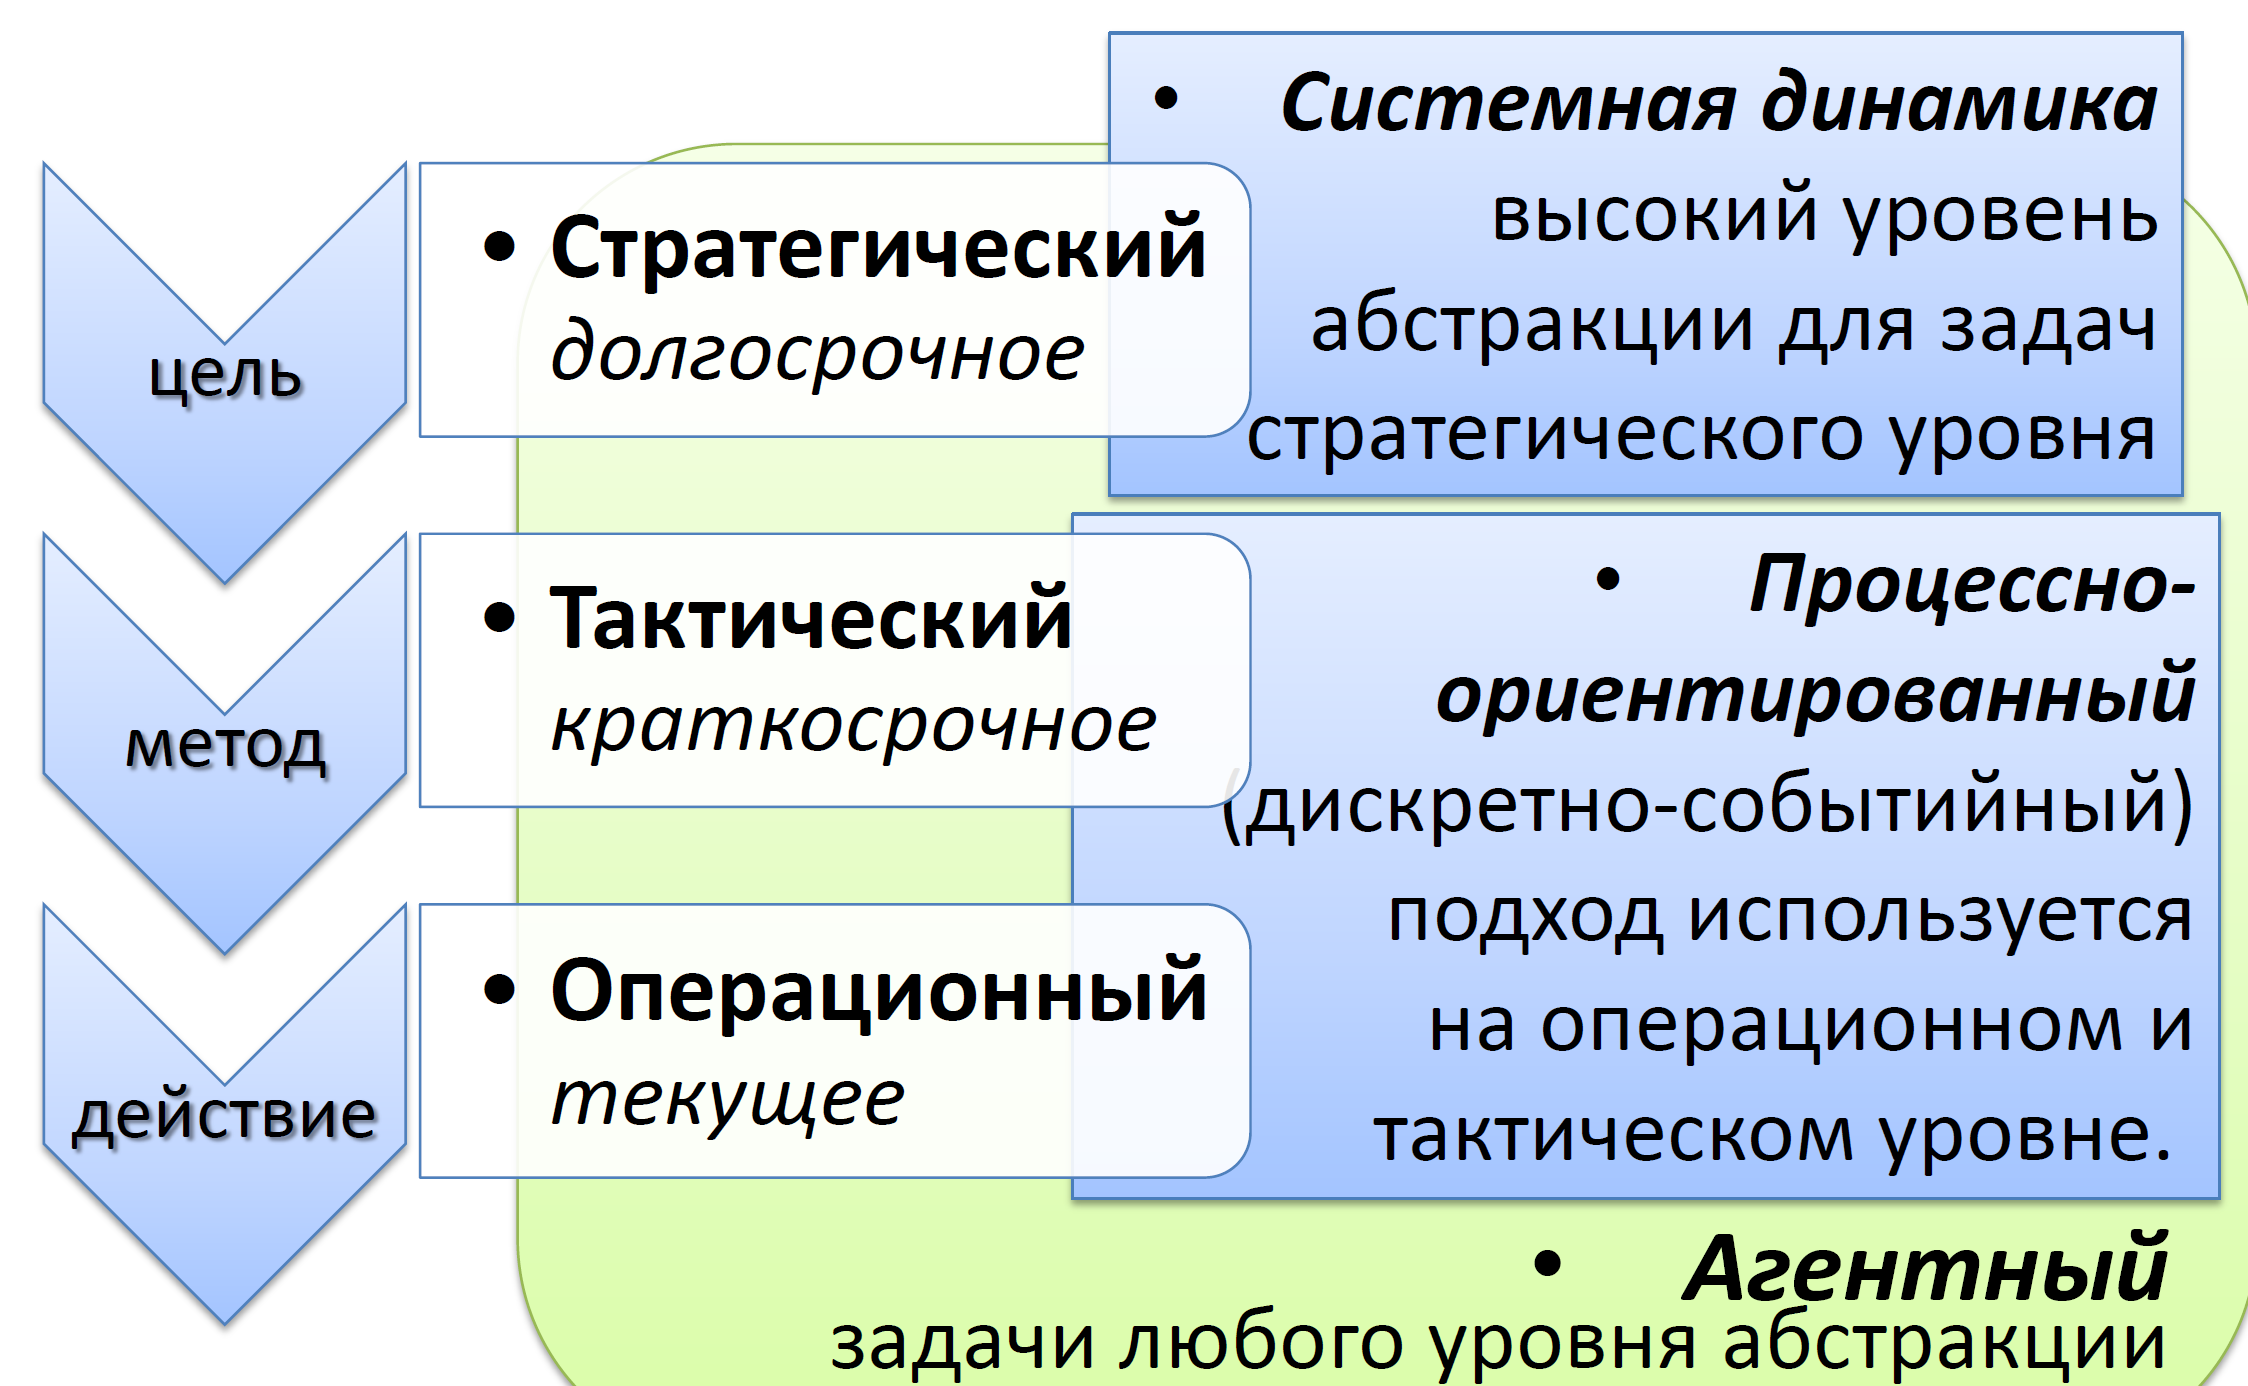 цель
• Стратегический
долгосрочное
• Системная динамика
высокий уровень
абстракции для задач
стратегического уровня
метод
• Тактический
краткосрочное
действие
• Операционный
текущее
• Процессно-
ориентированный
(дискретно-событийный)
подход используется
на операционном и
тактическом уровне.
• Агентный
задачи любого уровня абстракции